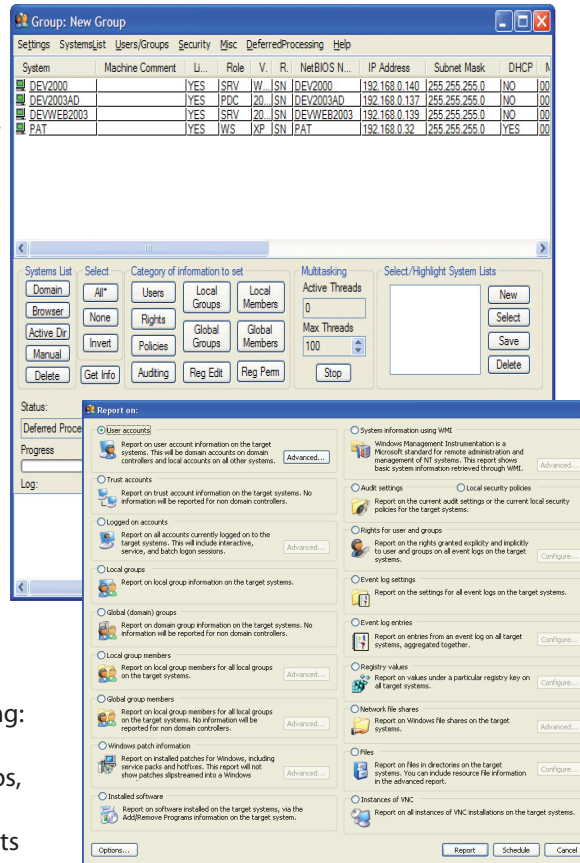 Group: New Group
Settings SystemsList Users/Groups Security Misc DeferredProcessing Help
System Machine Comment Li... Role V. R. NetBIOS N... IP Address Subnet Mask DHCP
DEV2000 YES SRV W... SN DEV2000 192.168.0.140 255.255.255.0 NO 00
DEV2003AD YES PDC 20... SN DEV2003AD 192.168.0.137 255.255.255.0 NO 00
DEVWEB2003 YES SRV 20... SN DEVWEB2003 192.168.0.139 255.255.255.0 NO 00
PAT YES WS XP SN PAT 192.168.0.32 255.255.255.0 YES 00
Systems List Select Category of information to set Multitasking Select/Highlight System Lists
Domain All* Users Local Groups Local Members Active Threads New
Browser None Rights 0 Select
Active Dir Invert Policies Global Groups Global Members Max Threads Save
Manual 100 Delete
Delete Get Info Auditing Reg Edit Reg Perm Stop
Status:
Deferred Proce
Progress
Log:
Report on:
User accounts
Report on user account information on the target
systems. This will be domain accounts on domain
controllers and local accounts on all other systems.
Advanced...
Trust accounts
Report on trust account information on the target systems. No
information will be reported for non domain controllers.
Logged on accounts
Report on all accounts currently logged on to the
target systems. This will include interactive,
service, and batch logon sessions.
Advanced...
Local groups
Report on local group information on the target systems.
Global (domain) groups
Report on domain group information on the target systems. No
information will be reported for non domain controllers.
Local group members
Report on local group members for all local groups
on the target systems.
Advanced...
Global group members
Report on local group members for all local groups
on the target systems. No information will be
reported for non domain controllers.
Advanced...
Windows patch information
Report on installed patches for Windows, including
service packs and hotfixes. This report will not
show patches slipstreamed into a Windows
Advanced...
Installed software
Report on software installed on the target systems, via the
Add/Remove Programs information on the target system.
System information using WMI
Windows Management Instrumentation is a
Microsoft standard for remote administration and
management of NT systems. This report shows
basic system information retrieved through WMI.
Advanced...
Audit settings Local security policies
Report on the current audit settings or the current local security
policies for the target systems.
Rights for user and groups
Report on the rights granted explicity and implicitly
to user and groups on all event logs on the target
systems.
Configure...
Event log settings
Report on the settings for all event logs on the target systems.
Event log entries
Report on entries from an event log on all target
systems, aggregated together.
Configure...
Registry values
Report on values under a particular registry key on
all target systems.
Configure...
Network file shares
Report on Windows file shares on the target
systems.
Advanced...
Files
Report on files in directories on the target
systems. You can include resource file information
in the advanced report.
Configure...
Instances of VNC
Report on all instances of VNC installations on the target systems.
Options... Report Schedule Cancel
ng:
ps,
ts